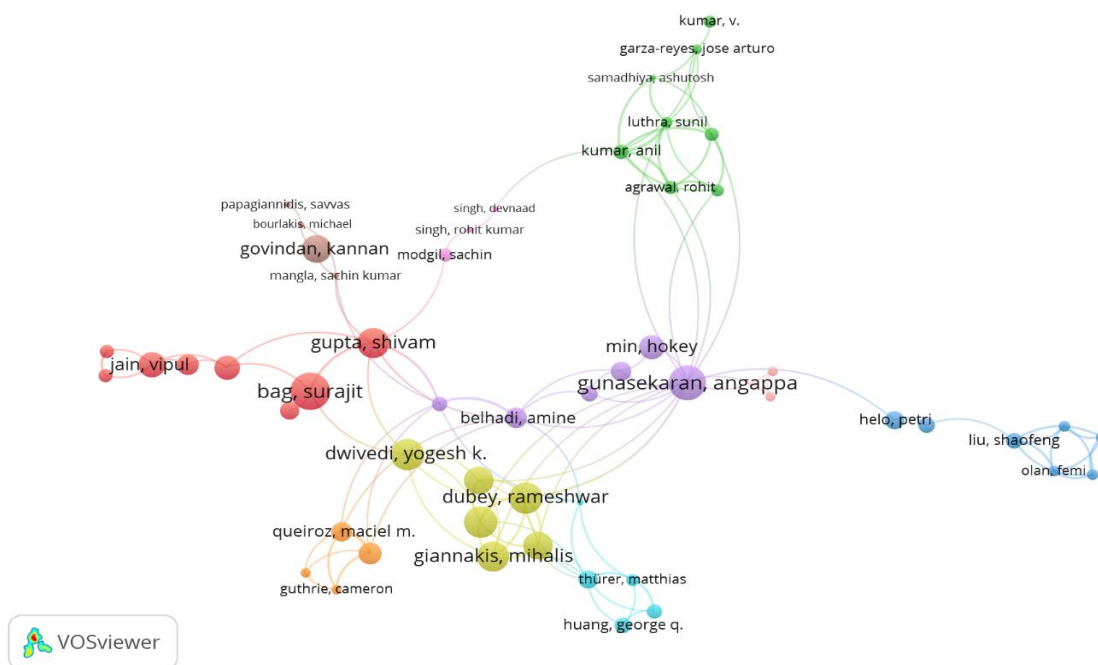 kumar, v.
garza-reyes, jose arturo
samadhiya, ashutosh
luthra, sunil
kumar, anil
agrawal, rohit
papagiannidis, savvas
singh, devnaad
bourlakis, michael
singh, rohit kumar
govindan, kannan
modgil, sachin
mangla, sachin kumar
gupta, shivam
min, hokey
jain, vipul
gunasekaran, angappa
bag, surajit
belhadi, amine
helo, petri
liu, shaofeng
dwivedi, yogesh k.
olan, femi
dubey, rameshwar
queiroz, maciel m.
giannakis, mihalis
thürer, matthias
guthrie, cameron
huang, george q.
VOSviewer